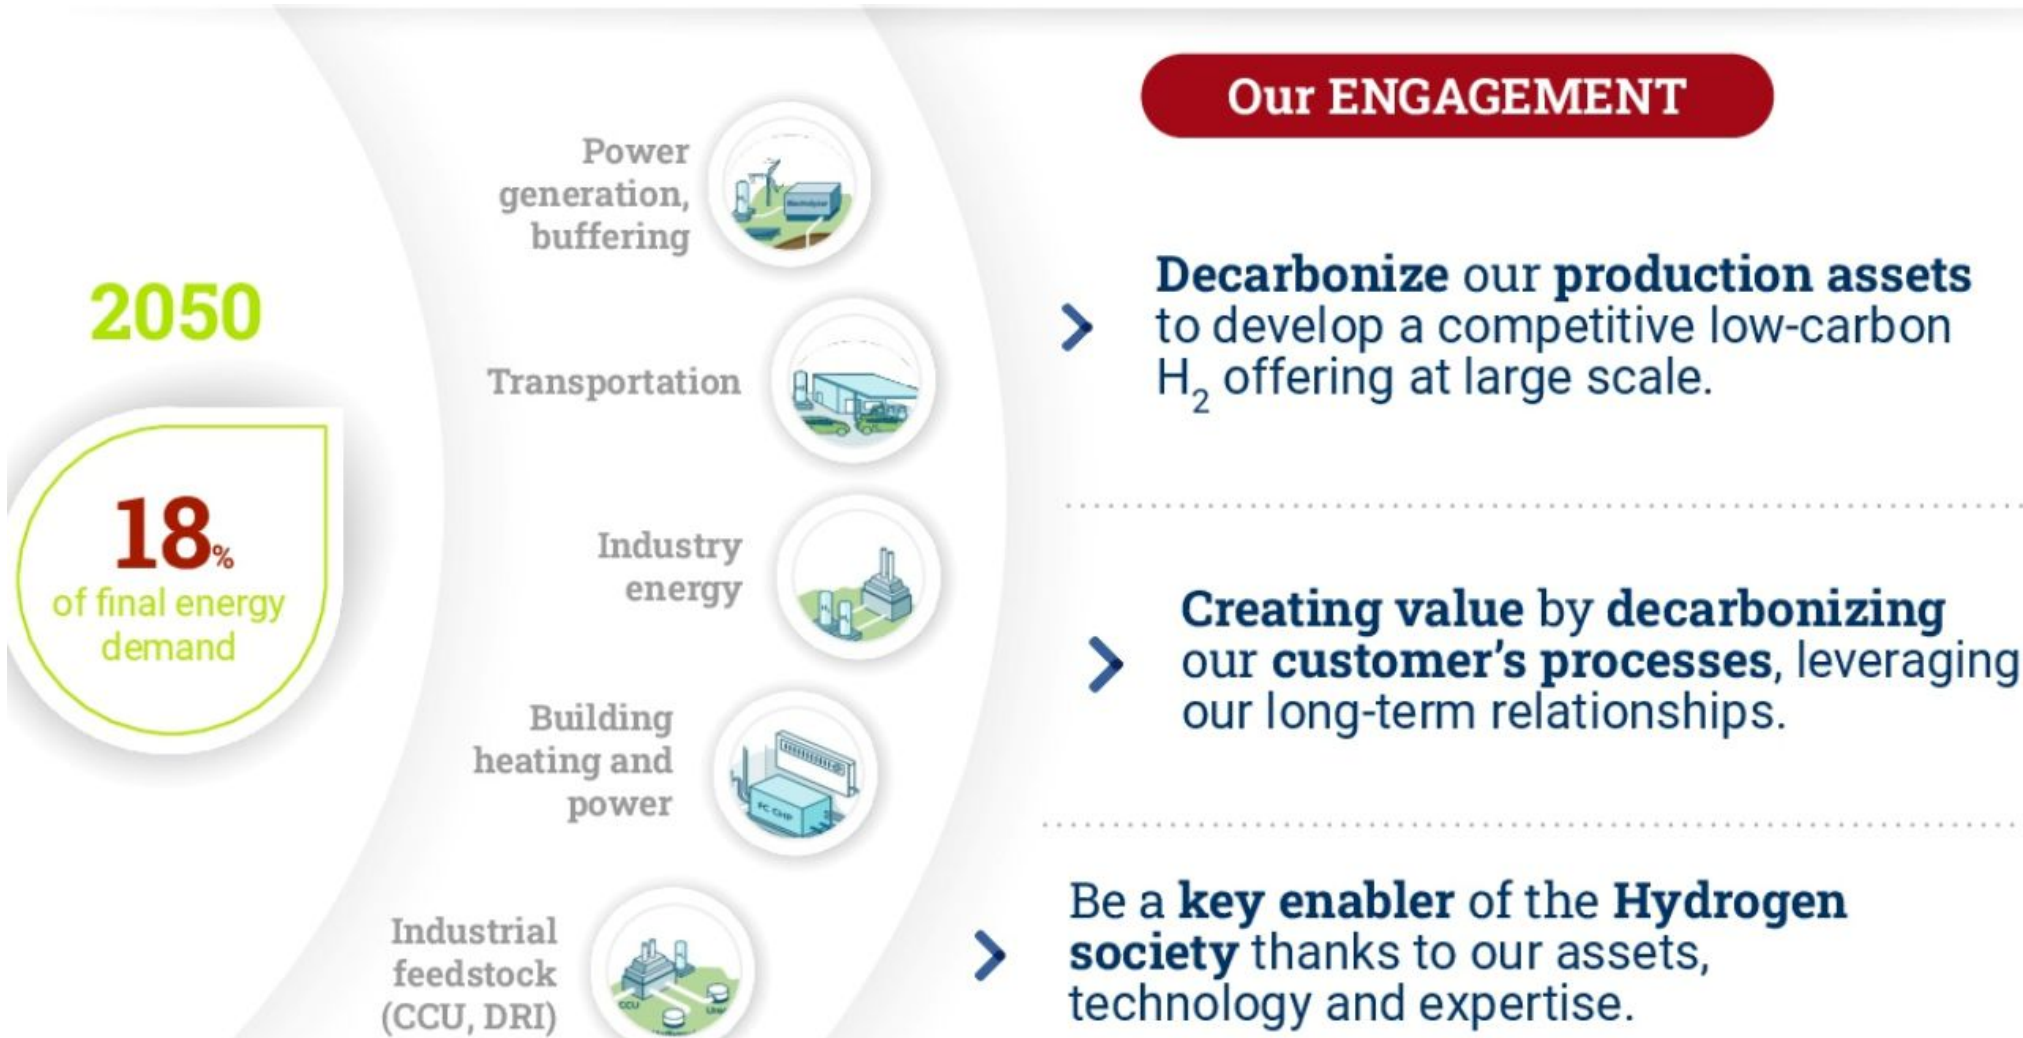 2050
18%
of final energy
demand
Power
generation,
buffering
Transportation
Industry
energy
Building
heating and
power
FC CHP
Industrial
feedstock
(CCU, DRI)
CCU
Our ENGAGEMENT
Decarbonize our production assets
to develop a competitive low-carbon
H₂ offering at large scale.
Creating value by decarbonizing
our customer’s processes, leveraging
our long-term relationships.
Be a key enabler of the Hydrogen
society thanks to our assets,
technology and expertise.